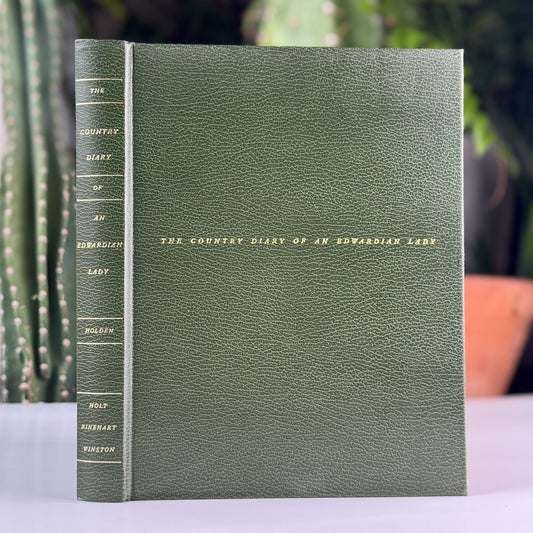 THE
COUNTRY
DIARY
OF
AN
EDWARDIAN
LADY
HOLDEN
HOLT
RINEHART
WINSTON
THE COUNTRY DIARY OF AN EDWARDIAN LADY